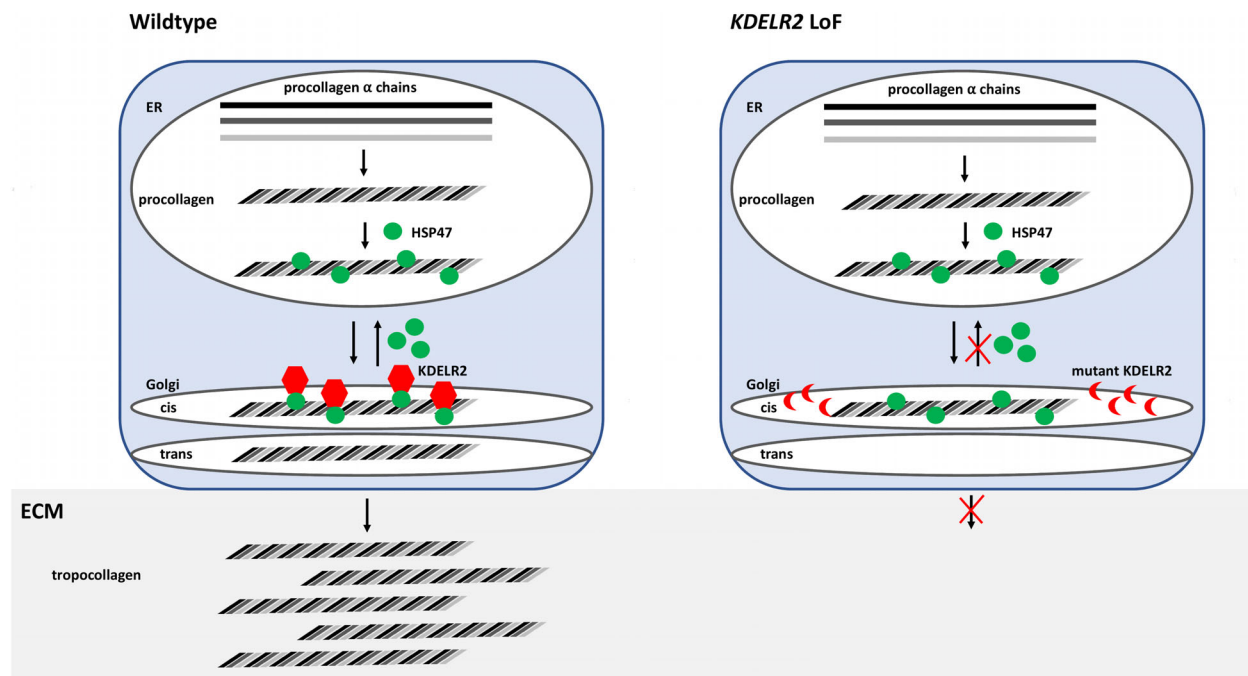 Wildtype
ER
procollagen α chains
procollagen
HSP47
KDELR2
Golgi
cis
trans
ECM
tropocollagen
KDELR2 LoF
ER
procollagen α chains
procollagen
HSP47
Golgi
mutant KDELR2
cis
trans